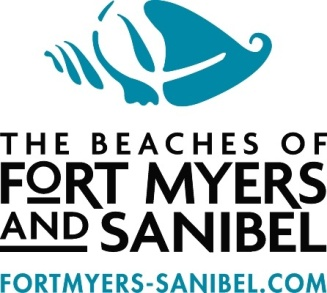 THE BEACHES OF
FORT MYERS
AND SANIBEL
FORTMYERS-SANIBEL.COM